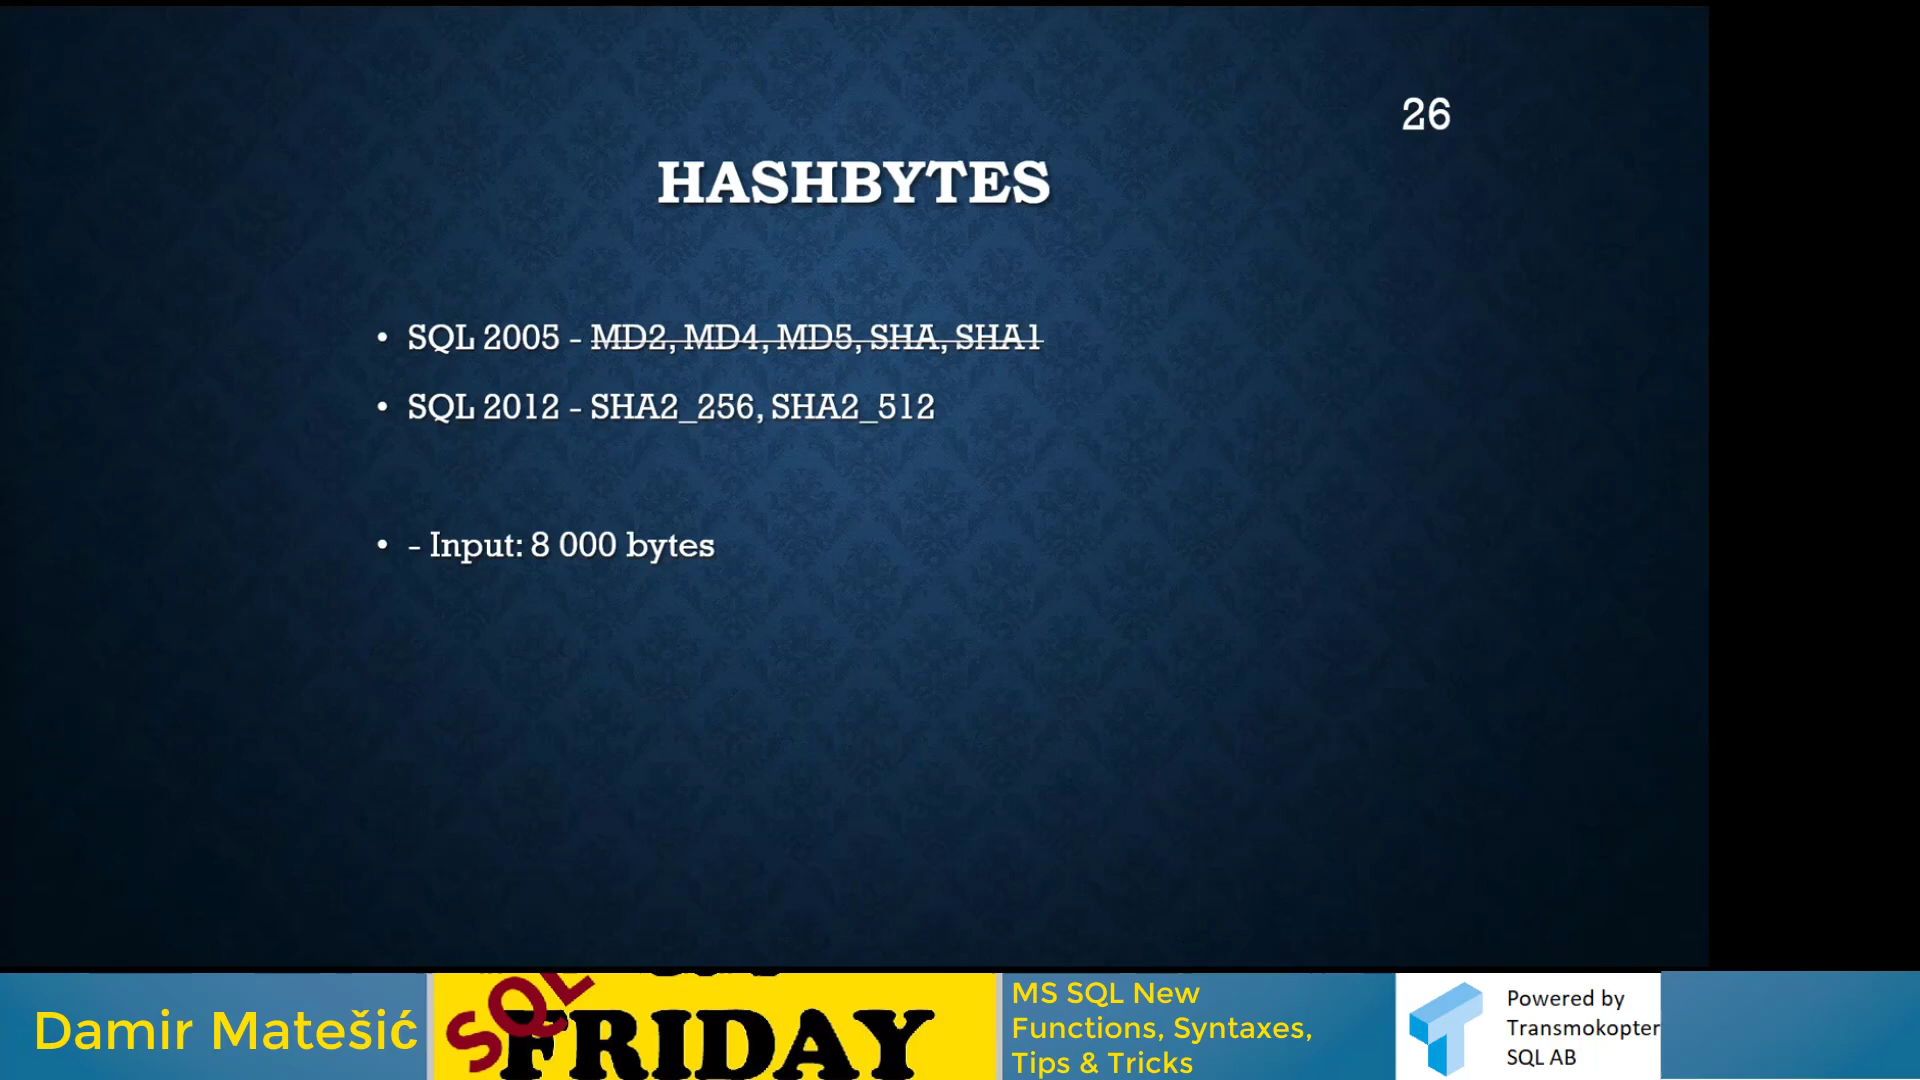 26
HASHBYTES
• SQL 2005 - MD2, MD4, MD5, SHA, SHA1
• SQL 2012 - SHA2_256, SHA2_512
• - Input: 8 000 bytes
Damir Matešić
SQL
FRIDAY
MS SQL New
Functions, Syntaxes,
Tips & Tricks
Powered by
Transmokopter
SQL AB